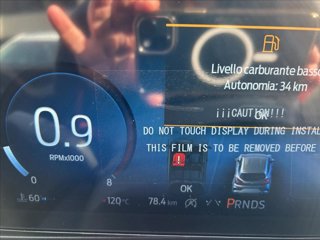 Livello carburante basso
Autonomia: 34 km
¡¡¡CAUTION!!!
OK
0.9
DO NOT TOUCH DISPLAY DURING INSTAL
RPMx1000
THIS FILM IS TO BE REMOVED BEFORE
0
8
OK
60
120°C
78.4 km
PRNDS